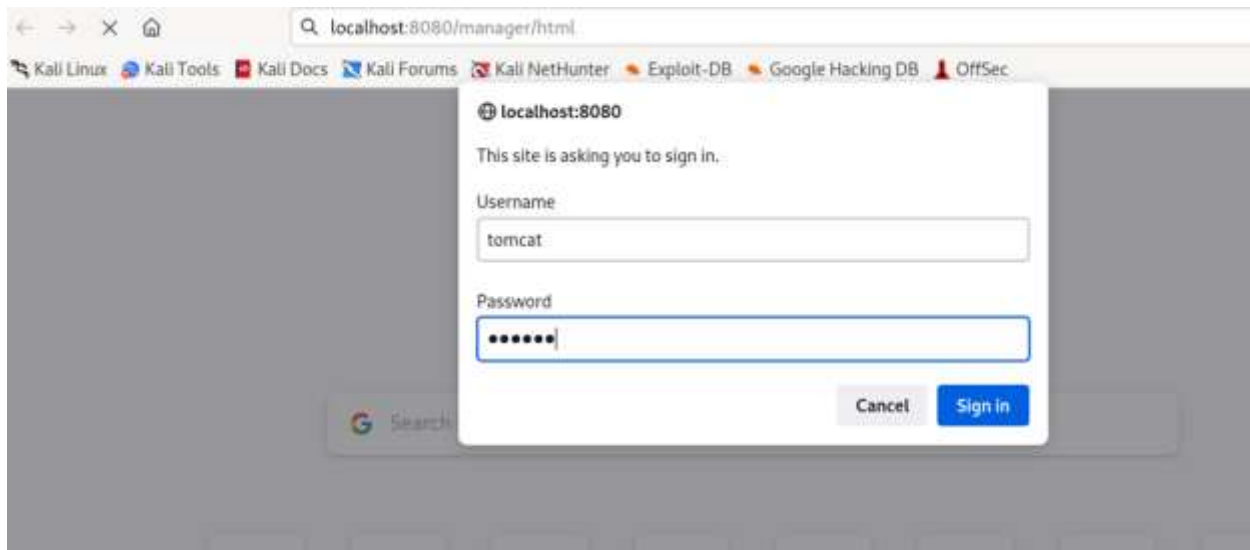 localhost:8080/manager/html
Kali Linux Kali Tools Kali Docs Kali Forums Kali NetHunter Exploit-DB Google Hacking DB OffSec
localhost:8080
This site is asking you to sign in.
Username
tomcat
Password
••••••
Cancel Sign in
Search